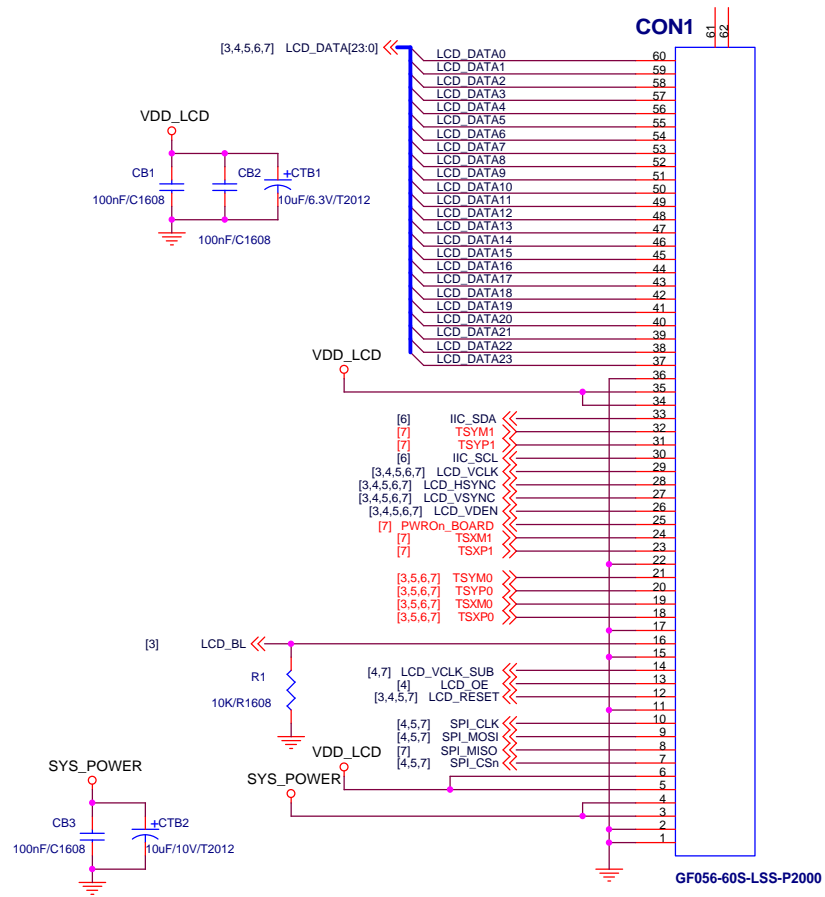 CON1
61
62
[3,4,5,6,7] LCD_DATA[23:0]
LCD_DATA0 60
LCD_DATA1 59
LCD_DATA2 58
LCD_DATA3 57
LCD_DATA4 56
LCD_DATA5 55
LCD_DATA6 54
LCD_DATA7 53
LCD_DATA8 52
LCD_DATA9 51
LCD_DATA10 50
LCD_DATA11 49
LCD_DATA12 48
LCD_DATA13 47
LCD_DATA14 46
LCD_DATA15 45
LCD_DATA16 44
LCD_DATA17 43
LCD_DATA18 42
LCD_DATA19 41
LCD_DATA20 40
LCD_DATA21 39
LCD_DATA22 38
LCD_DATA23 37
VDD_LCD
CB1 CB2 +CTB1
100nF/C1608 10uF/6.3V/T2012
100nF/C1608
VDD_LCD
36
35
34
[6] IIC_SDA 33
[7] TSYM1 32
[7] TSYP1 31
[6] IIC_SCL 30
[3,4,5,6,7] LCD_VCLK 29
[3,4,5,6,7] LCD_HSYNC 28
[3,4,5,6,7] LCD_VSYNC 27
[3,4,5,6,7] LCD_VDEN 26
[7] PWROn_BOARD 25
[7] TSXM1 24
[7] TSXP1 23
22
[3,5,6,7] TSYM0 21
[3,5,6,7] TSYP0 20
[3,5,6,7] TSXM0 19
[3,5,6,7] TSXP0 18
17
[3] LCD_BL 16
15
R1
10K/R1608
[4,7] LCD_VCLK_SUB 14
[4] LCD_OE 13
[3,4,5,7] LCD_RESET 12
11
[4,5,7] SPI_CLK 10
[4,5,7] SPI_MOSI 9
[7] SPI_MISO 8
[4,5,7] SPI_CSn 7
VDD_LCD
6
5
SYS_POWER
4
3
2
1
SYS_POWER
CB3 +CTB2
100nF/C1608 10uF/10V/T2012
GF056-60S-LSS-P2000